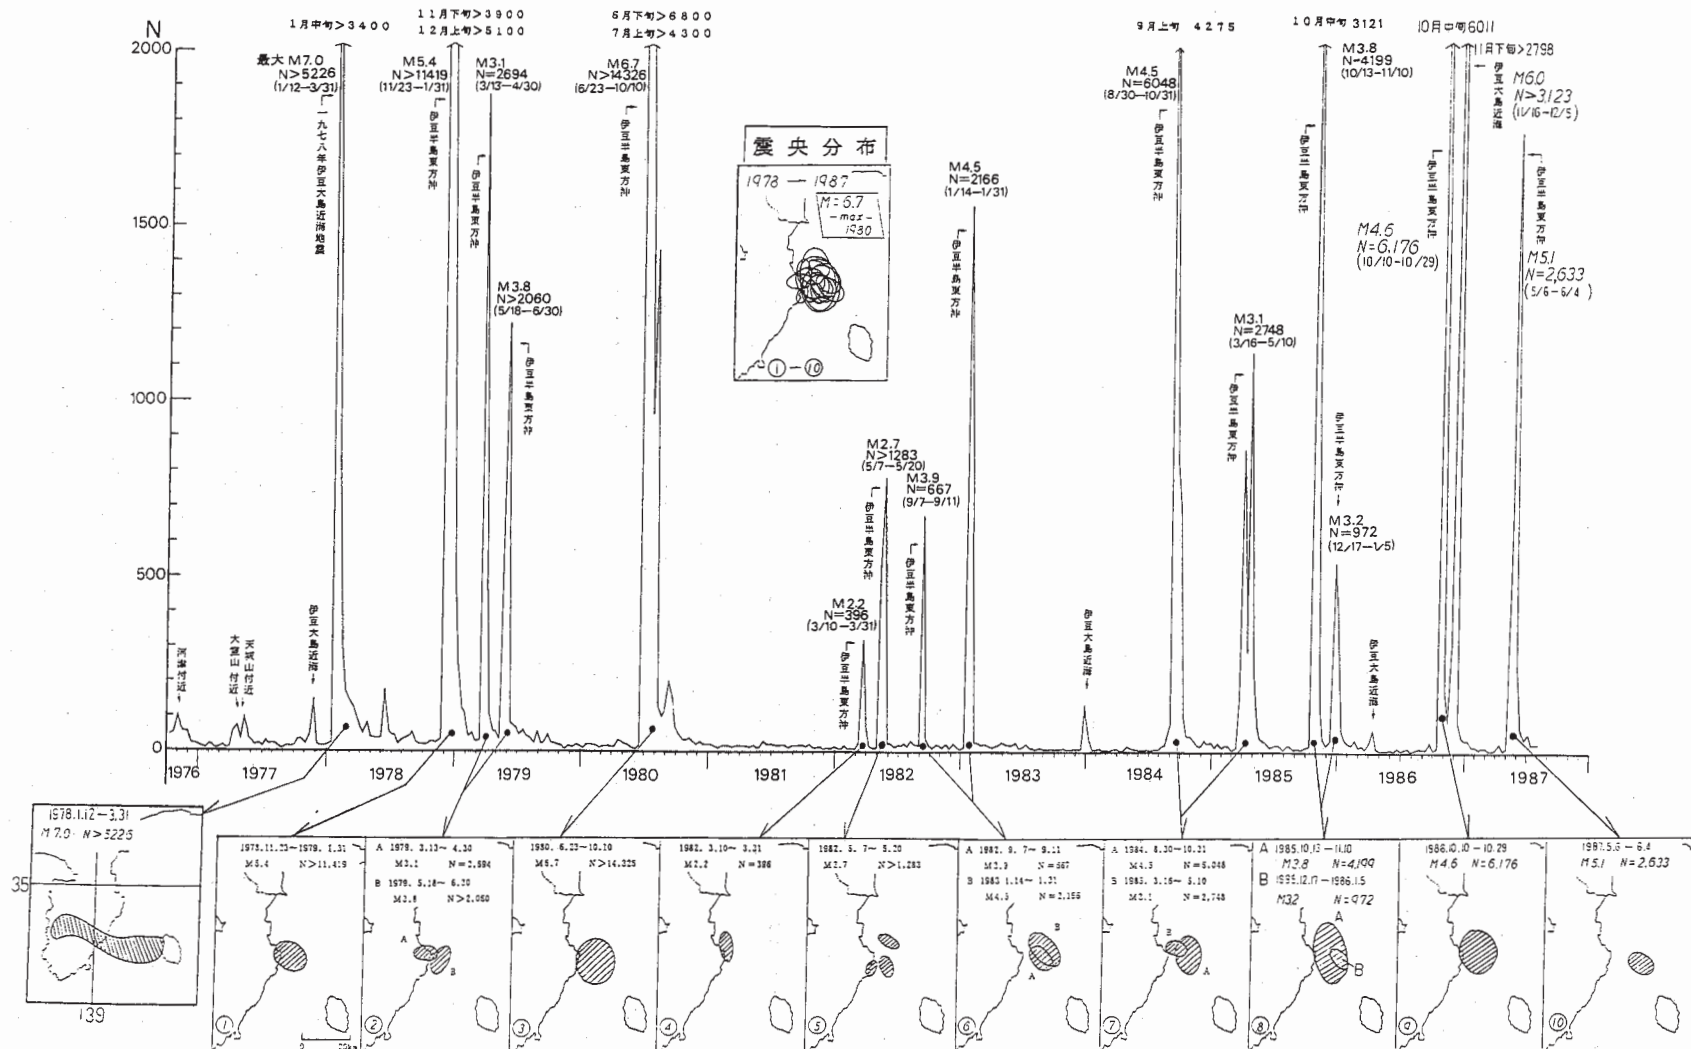 1月中旬>3400
11月下旬>3900
12月上旬>5100
6月下旬>6800
7月上旬>4300
9月上旬 4275
10月中旬 3121
10月中旬6011
11月下旬>2798
N
2000
1500
1000
500
0
最大 M7.0
N>5226
(1/12−3/31)
一九七八年伊豆大島近海地震
M5.4
N>11419
(11/23−1/31)
伊豆半島東方沖
M3.1
N=2694
(3/13−4/30)
伊豆半島東方沖
M3.8
N>2060
(5/18−6/30)
伊豆半島東方沖
M6.7
N>14326
(6/23−10/10)
伊豆半島東方沖
震央分布
1978 — 1987
M=6.7
-max-
1980
①−⑩
M2.2
N=396
(3/10−3/31)
伊豆半島東方沖
M2.7
N>1283
(5/7−5/20)
伊豆半島東方沖
M3.9
N=667
(9/7−9/11)
伊豆半島東方沖
M4.5
N=2166
(1/14−1/31)
伊豆半島東方沖
M4.5
N=6048
(8/30−10/31)
伊豆半島東方沖
M3.1
N=2748
(3/16−5/10)
伊豆半島東方沖
M3.8
N=4199
(10/13−11/10)
伊豆半島東方沖
M3.2
N=972
(12/17−1/5)
伊豆半島東方沖
M4.6
N=6,176
(10/10-10/29)
伊豆半島東方沖
伊豆大島近海
M6.0
N>3,123
(11/16-12/5)
伊豆半島東方沖
M5.1
N=2,633
(5/6-6/4)
河津付近
大室山付近
天城山付近
伊豆大島近海
伊豆大島近海
伊豆大島近海
1976 1977 1978 1979 1980 1981 1982 1983 1984 1985 1986 1987
1978.1.12−3.31
M7.0 N>5226
35
139
1978.11.23−1979.1.31
M5.4 N>11,419
①
A 1979. 3.13− 4.30
M3.1 N=2,694
B 1979. 5.18− 6.30
M3.8 N>2,060
A
B
②
1980. 6.23−10.10
M6.7 N>14,326
③
1982. 3.10− 3.31
M2.2 N=396
④
1982. 5. 7− 5.20
M2.7 N>1,283
⑤
A 1982. 9. 7− 9.11
M3.9 N=667
B 1983 1.14− 1.31
M4.5 N=2,166
B
A
⑥
A 1984. 8.30−10.31
M4.5 N=6,048
B 1985. 3.16− 5.10
M3.1 N=2,748
B
A
⑦
A 1985.10.13−11.10
M3.8 N=4,199
B 1985.12.17−1986.1.5
M3.2 N=972
A
B
⑧
1986.10.10−10.29
M4.6 N=6,176
⑨
1987.5.6−6.4
M5.1 N=2,633
⑩